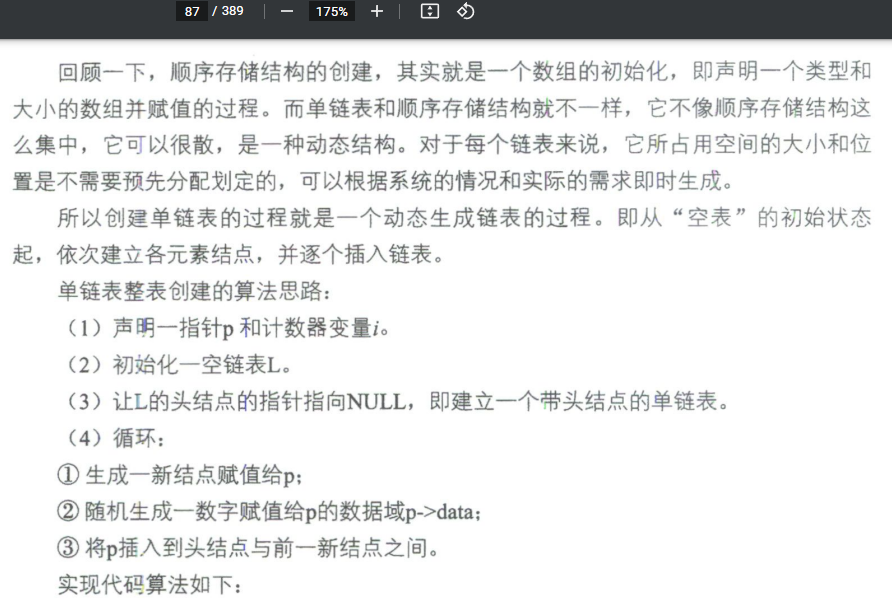 87 / 389 175%
回顾一下，顺序存储结构的创建，其实就是一个数组的初始化，即声明一个类型和
大小的数组并赋值的过程。而单链表和顺序存储结构就不一样，它不像顺序存储结构这
么集中，它可以很散，是一种动态结构。对于每个链表来说，它所占用空间的大小和位
置是不需要预先分配划定的，可以根据系统的情况和实际的需求即时生成。
所以创建单链表的过程就是一个动态生成链表的过程。即从“空表”的初始状态
起，依次建立各元素结点，并逐个插入链表。
单链表整表创建的算法思路：
（1）声明一指针p 和计数器变量i。
（2）初始化一空链表L。
（3）让L的头结点的指针指向NULL，即建立一个带头结点的单链表。
（4）循环：
① 生成一新结点赋值给p；
② 随机生成一数字赋值给p的数据域p->data；
③ 将p插入到头结点与前一新结点之间。
实现代码算法如下：